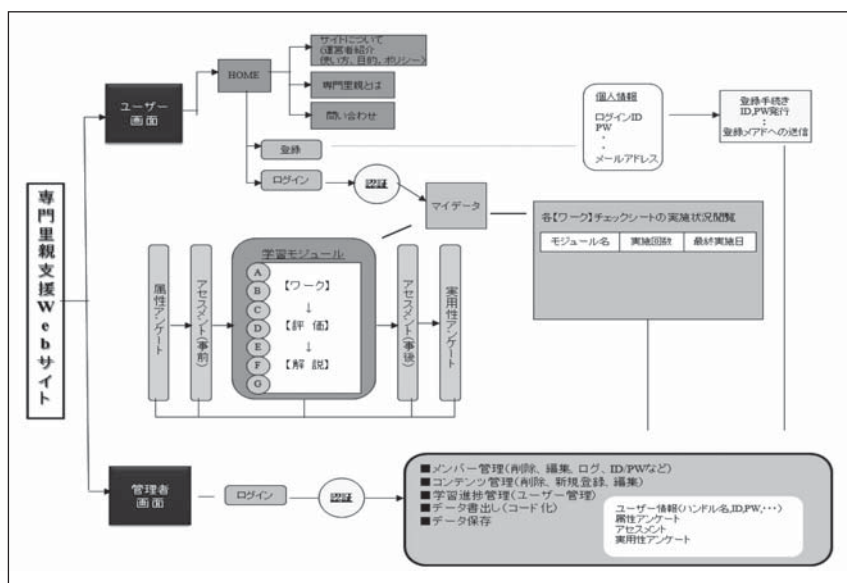 専門里親支援Webサイト
ユーザー
画面
HOME
サイトについて
(運営者紹介
使い方、目的。ポリシー)
専門里親とは
問い合わせ
登録
ログイン
認証
マイデータ
個人情報
ログインID
PW
・
・
メールアドレス
登録手続き
ID,PW発行
:
登録メアドへの送信
各【ワーク】チェックシートの実施状況閲覧
モジュール名
実施回数
最終実施日
属性アンケート
アセスメント(事前)
学習モジュール
A
B
C
D
E
F
G
【ワーク】
↓
【評 価】
↓
【解 説】
アセスメント(事後)
実用性アンケート
管理者
画面
ログイン
認証
■メンバー管理(削除、編集、ログ、ID/PWなど)
■コンテンツ管理(削除、新規登録、編集)
■学習進捗管理(ユーザー管理)
■データ書出し(コード化)
■データ保存
ユーザー情報(ハンドル名,ID,PW,・・・)
属性アンケート
アセスメント
実用性アンケート